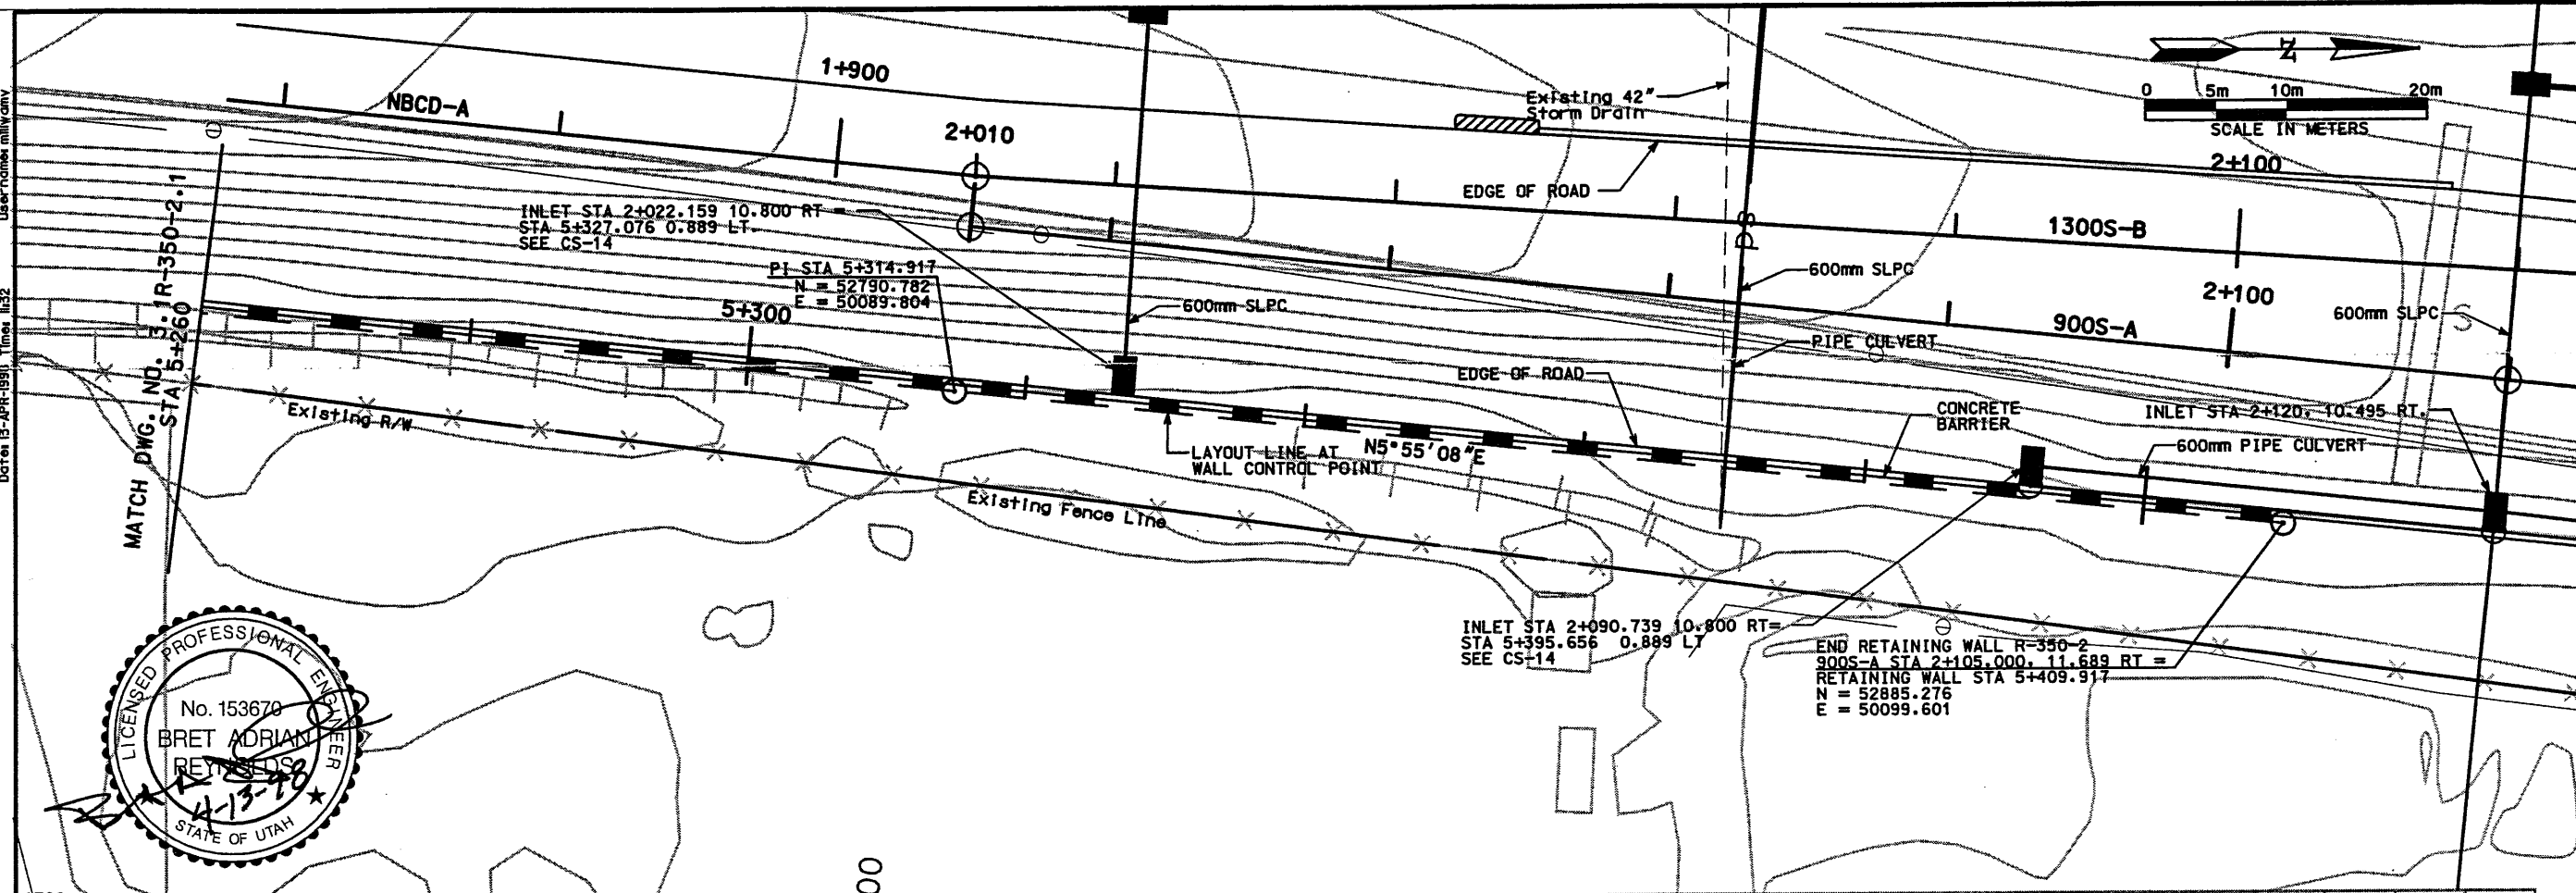 1+900
NBCD-A
2+010
Existing 42"
Storm Drain
EDGE OF ROAD
N
0 5m 10m 20m
SCALE IN METERS
2+100
1300S-B
INLET STA 2+022.159 10.800 RT =
STA 5+327.076 0.889 LT.
SEE CS-14
PI STA 5+314.917
N = 52790.782
E = 50089.804
5+300
600mm SLPC
S D
600mm SLPC
PIPE CULVERT
2+100
900S-A
600mm SLPC
S
MATCH DWG. NO. 3.1R-350-2.1
STA 5+260
Existing R/W
LAYOUT LINE AT
WALL CONTROL POINT
N5°55'08"E
EDGE OF ROAD
CONCRETE
BARRIER
INLET STA 2+120. 10.495 RT.
600mm PIPE CULVERT
Existing Fence Line
INLET STA 2+090.739 10.800 RT=
STA 5+395.656 0.889 LT
SEE CS-14
END RETAINING WALL R-350-2
900S-A STA 2+105.000, 11.689 RT =
RETAINING WALL STA 5+409.917
N = 52885.276
E = 50099.601
LICENSED PROFESSIONAL ENGINEER
No. 153670
BRET ADRIAN
4-13-98
STATE OF UTAH
00